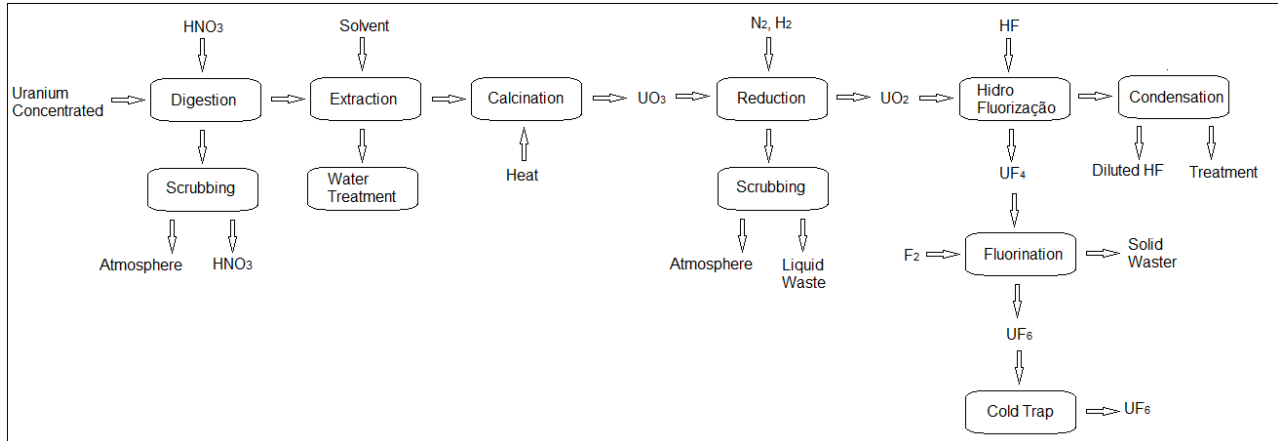 HNO3
Solvent
N2, H2
HF
Uranium
Concentrated
Digestion
Extraction
Calcination
UO3
Reduction
UO2
Hidro
Fluorização
Condensation
Scrubbing
Water
Treatment
Heat
Scrubbing
UF4
Diluted HF
Treatment
Atmosphere
HNO3
Atmosphere
Liquid
Waste
F2
Fluorination
Solid
Waster
UF6
Cold Trap
UF6